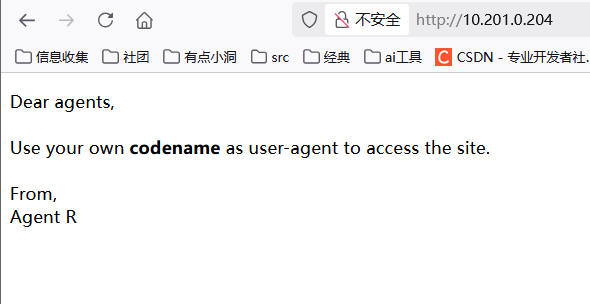 不安全 http://10.201.0.204
信息收集 社团 有点小洞 src 经典 ai工具 CSDN - 专业开发者社.
Dear agents,
Use your own codename as user-agent to access the site.
From,
Agent R